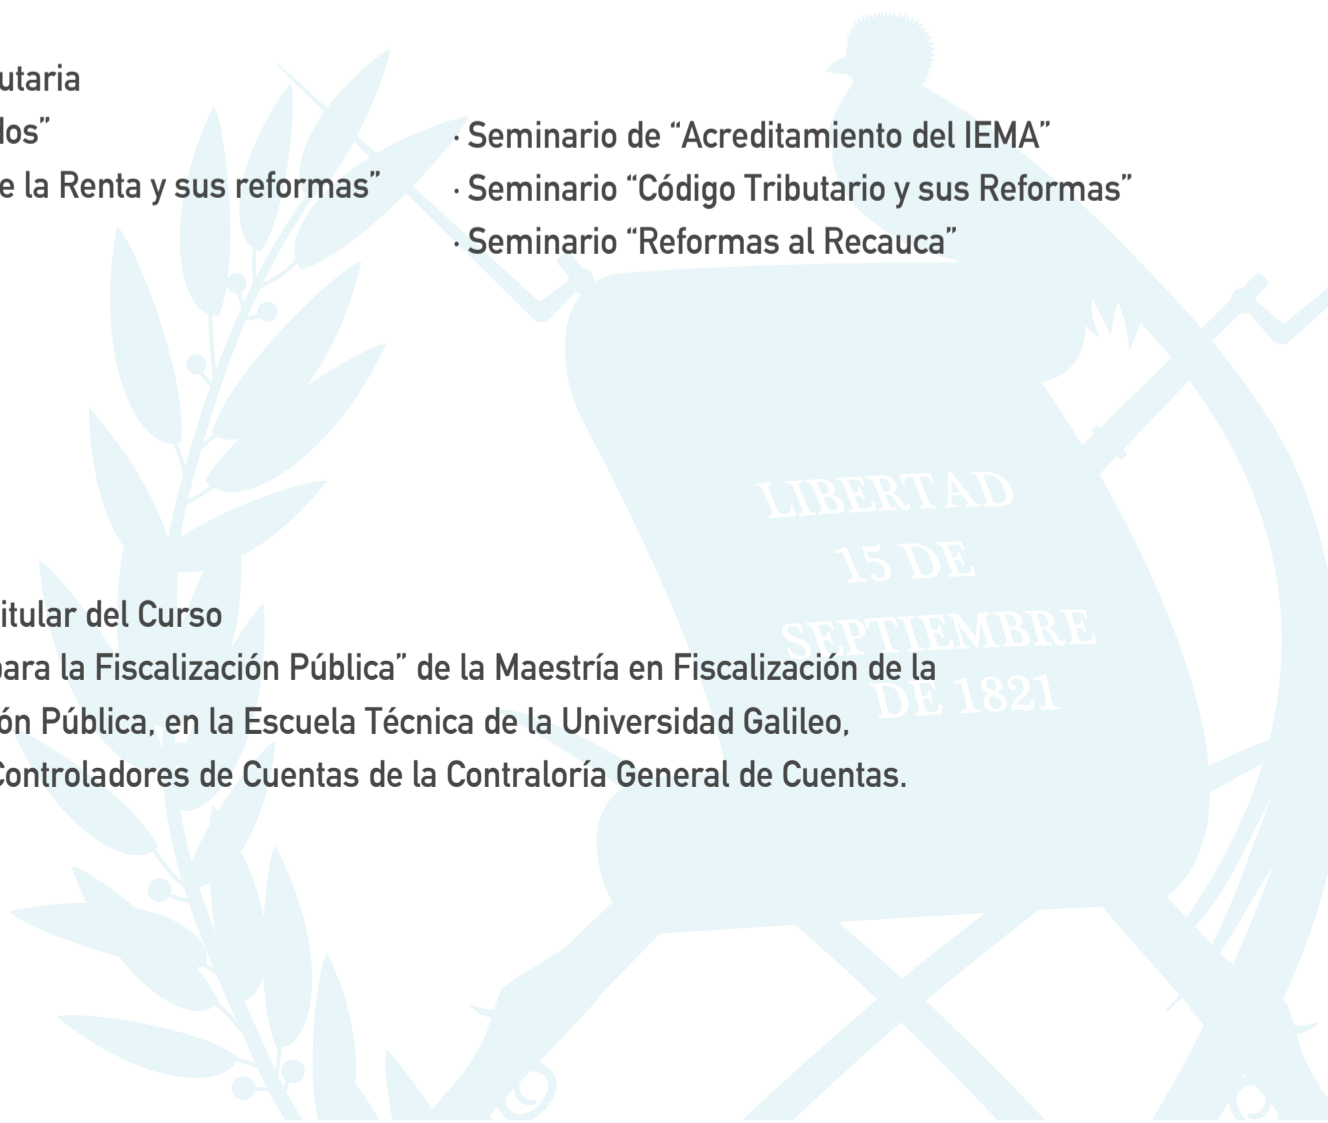 utaria
dos”
e la Renta y sus reformas”
· Seminario de “Acreditamiento del IEMA”
· Seminario “Código Tributario y sus Reformas”
· Seminario “Reformas al Recauca”
LIBERTAD
15 DE
SEPTIEMBRE
DE 1821
itular del Curso
para la Fiscalización Pública” de la Maestría en Fiscalización de la
ón Pública, en la Escuela Técnica de la Universidad Galileo,
Controladores de Cuentas de la Contraloría General de Cuentas.